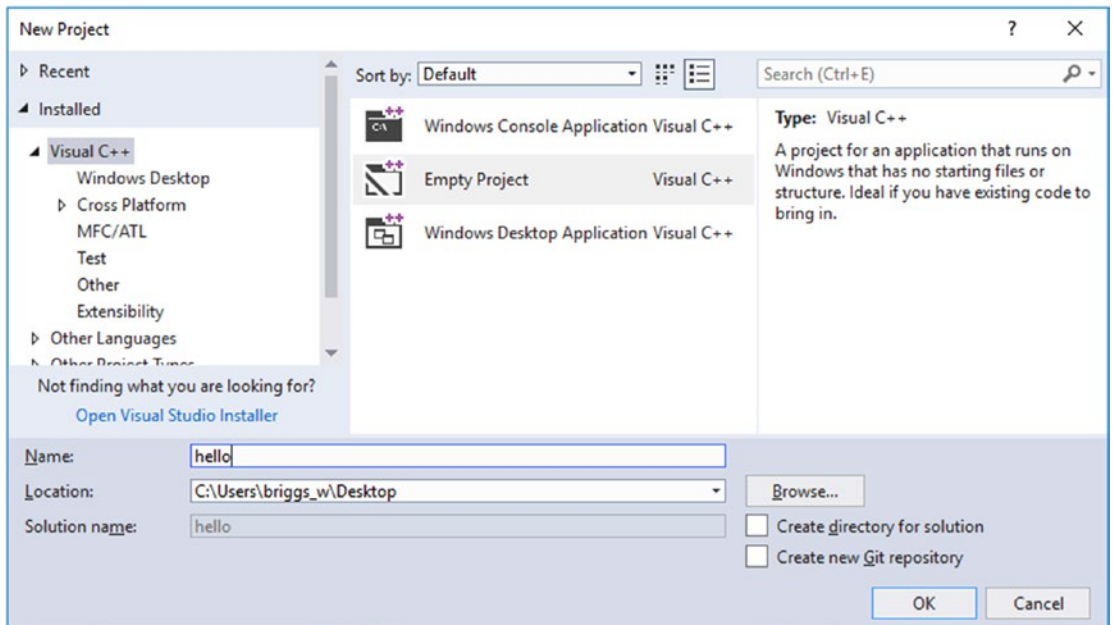 New Project
?
Recent
Installed
Visual C++
Windows Desktop
Cross Platform
MFC/ATL
Test
Other
Extensibility
Other Languages
Other Project Types
Not finding what you are looking for?
Open Visual Studio Installer
Sort by: Default
Windows Console Application Visual C++
Empty Project Visual C++
Windows Desktop Application Visual C++
Search (Ctrl+E)
Type: Visual C++
A project for an application that runs on
Windows that has no starting files or
structure. Ideal if you have existing code to
bring in.
Name: hello
Location: C:\Users\briggs_w\Desktop
Browse...
Solution name: hello
Create directory for solution
Create new Git repository
OK
Cancel